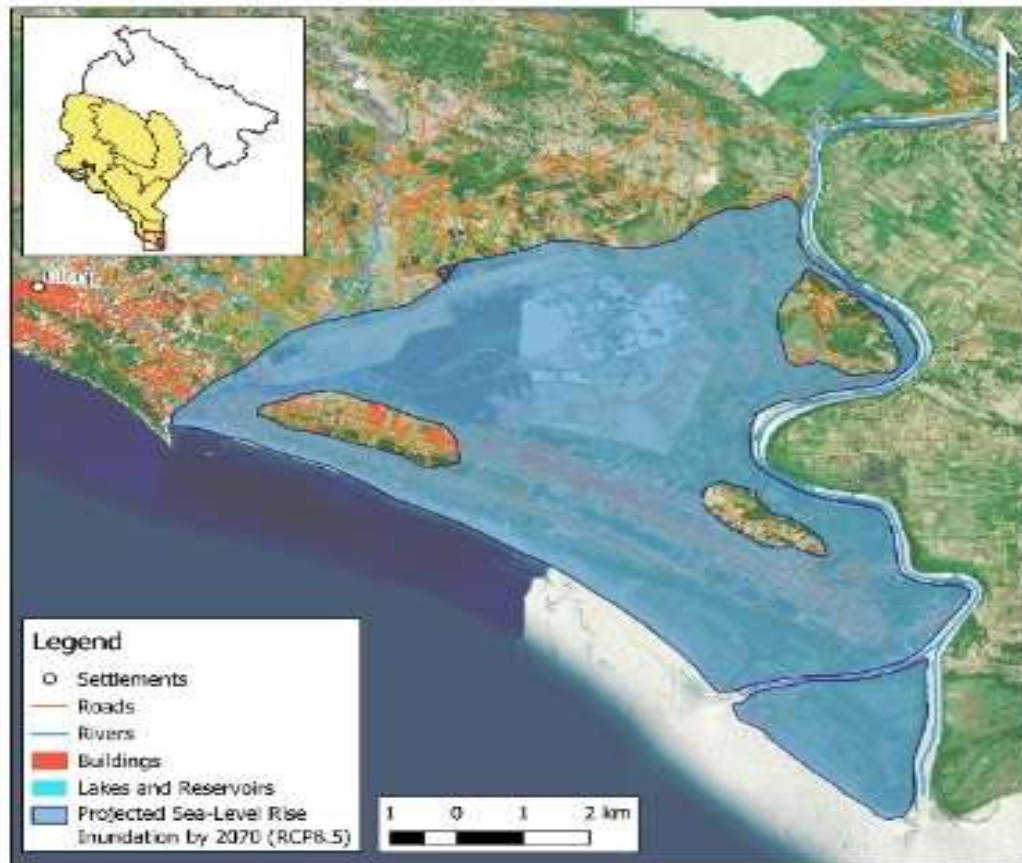 Legend
Settlements
Roads
Rivers
Buildings
Lakes and Reservoirs
Projected Sea-Level Rise
Inundation by 2070 (RCP8.5)
1 0 1 2 km